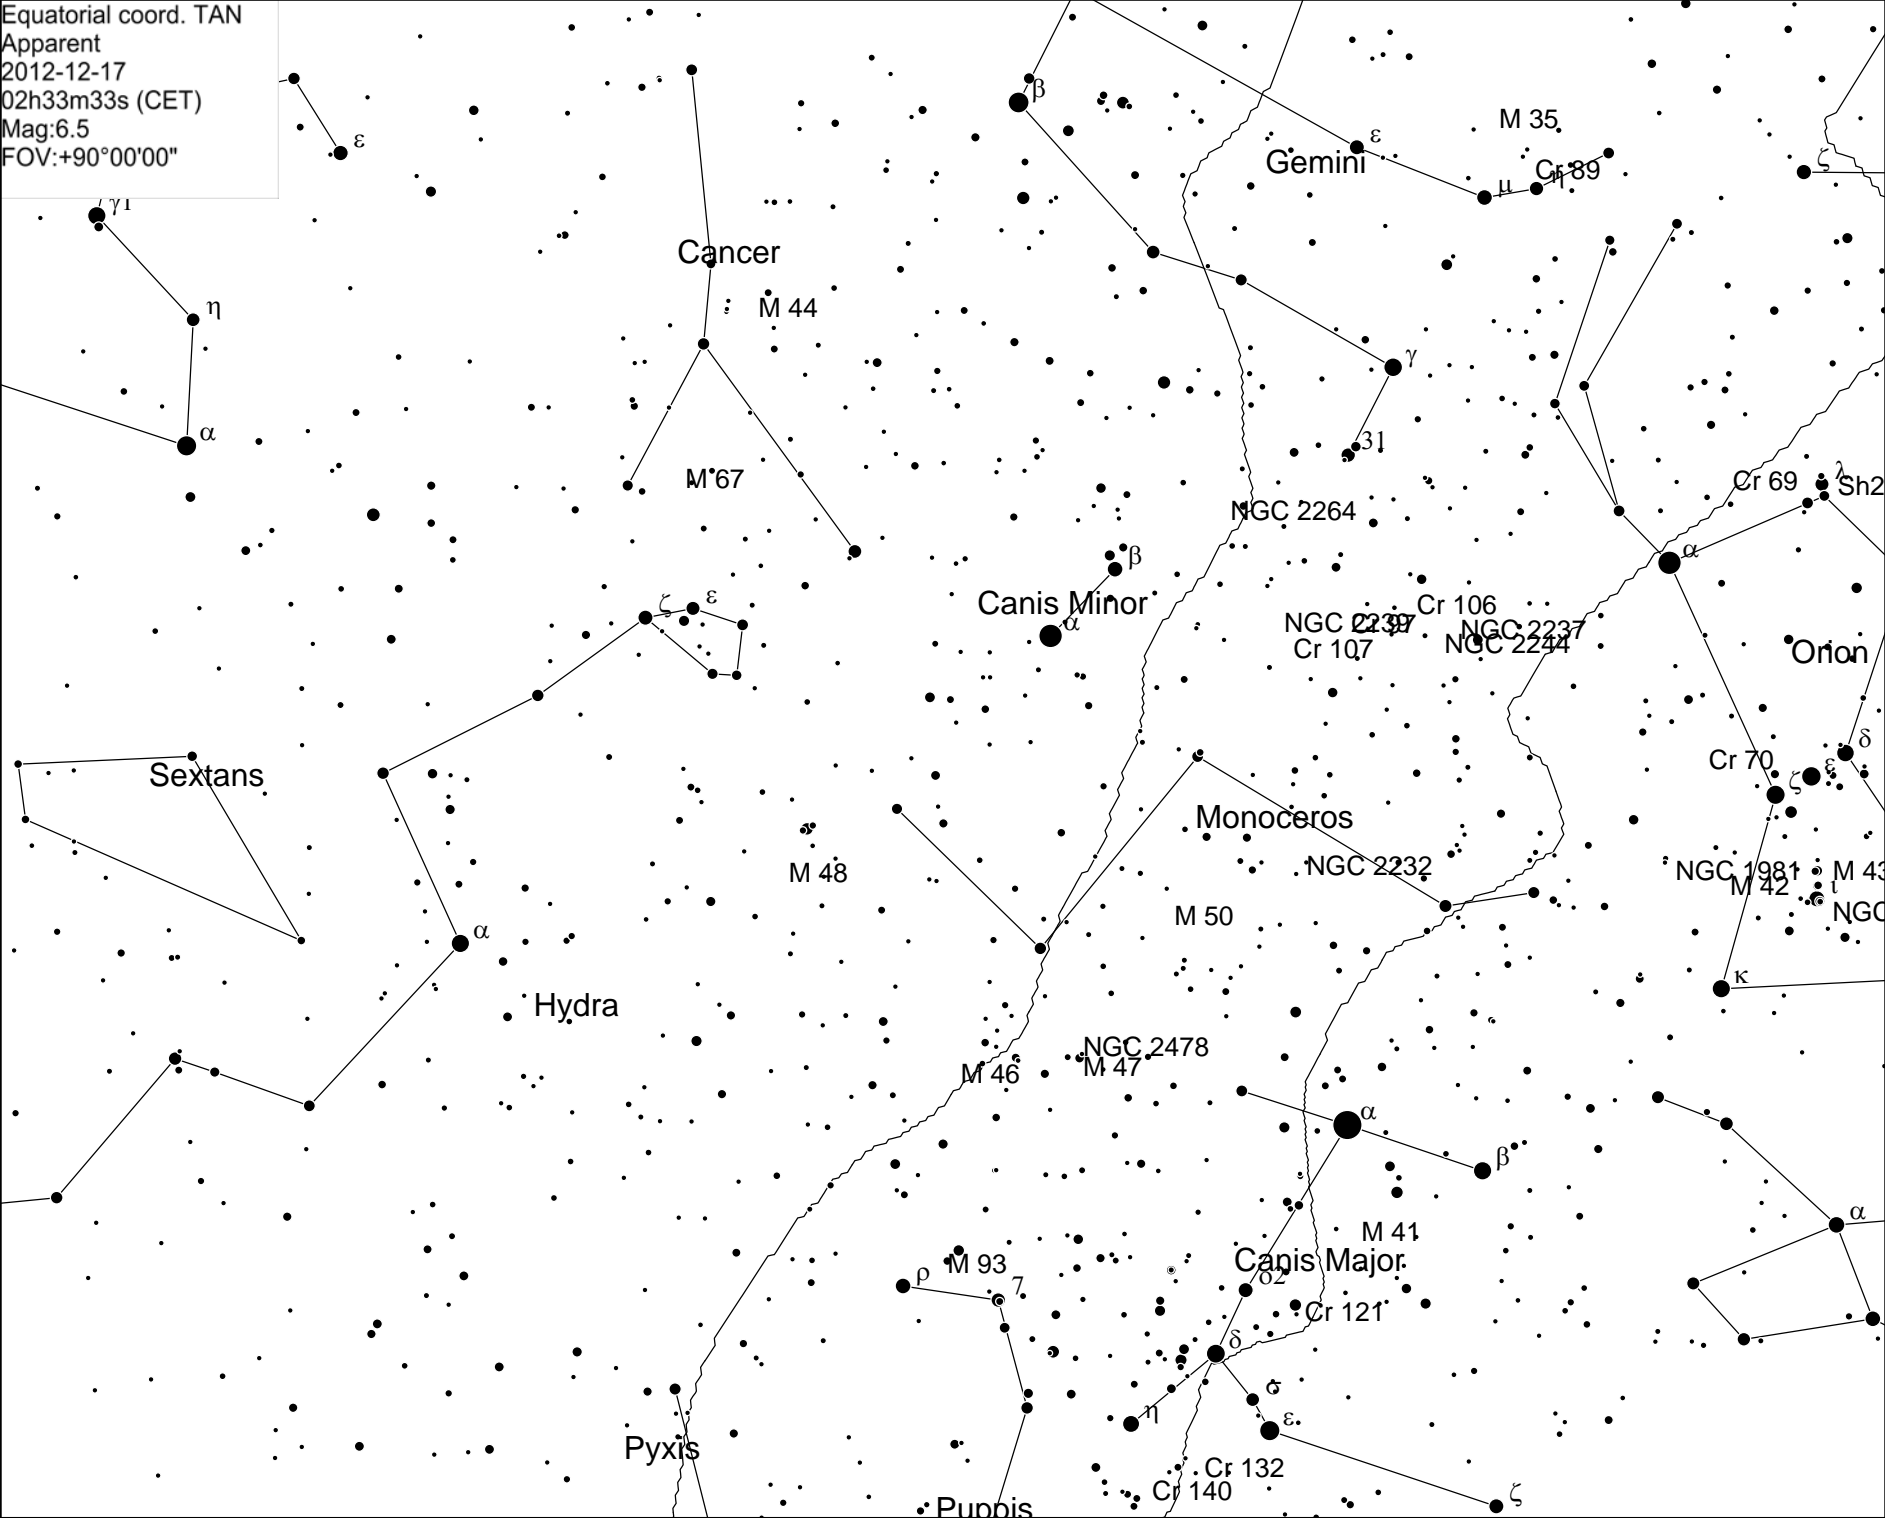 Equatorial coord. TAN
Apparent
2012-12-17
02h33m33s (CET)
Mag:6.5
FOV:+90°00'00"
β
ε
M 35
ε
Gemini
Cr 89
η
ζ
μ
γ1
Cancer
η
M 44
γ
α
31
M 67
Cr 69
λ
Sh2
NGC 2264
α
β
Canis Minor
α
ζ
ε
Cr 106
NGC 2239
Cr 97
NGC 2237
NGC 2244
Cr 107
Orion
δ
Cr 70
ε
ζ
Sextans
Monoceros
M 48
NGC 2232
NGC 1981
M 43
M 42
ι
NGC
M 50
α
κ
Hydra
NGC 2478
M 46
M 47
α
β
α
M 41
Canis Major
M 93
ρ
7
δ2
Cr 121
δ
σ
η
ε
Pyxis
Cr 132
Cr 140
ζ
Puppis